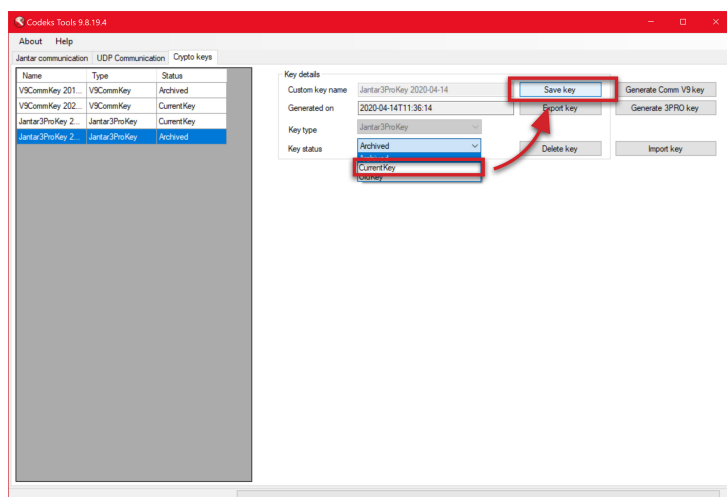 Codeks Tools 9.8.19.4
About Help
Jantar communication UDP Communication Crypto keys
Name Type Status
V9CommKey 201... V9CommKey Archived
V9CommKey 202... V9CommKey CurrentKey
Jantar3ProKey 2... Jantar3ProKey CurrentKey
Jantar3ProKey 2... Jantar3ProKey Archived
Key details
Custom key name Jantar3ProKey 2020-04-14 Save key Generate Comm V9 key
Generated on 2020-04-14T11:36:14 Export key Generate 3PRO key
Key type Jantar3ProKey
Key status Archived Delete key Import key
Archived
CurrentKey
OldKey